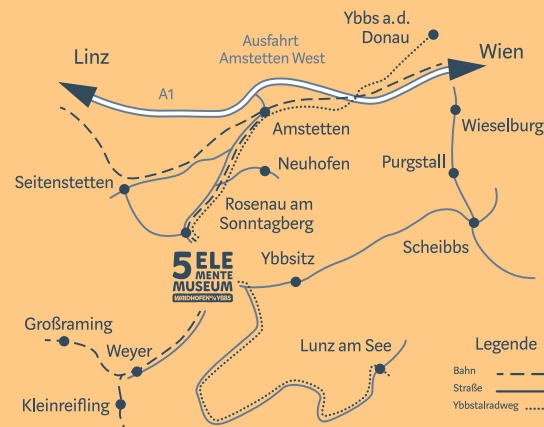 Ybbs a.d.
Donau
Linz
Ausfahrt
Amstetten West
Wien
A1
Amstetten
Wieselburg
Neuhofen
Purgstall
Seitenstetten
Rosenau am
Sonntagberg
Scheibbs
5 ELE
MENTE
MUSEUM
WAIDHOFEN a/d YBBS
Ybbsitz
Großraming
Weyer
Lunz am See
Legende
Bahn
Straße
Ybbstalradweg
Kleinreifling